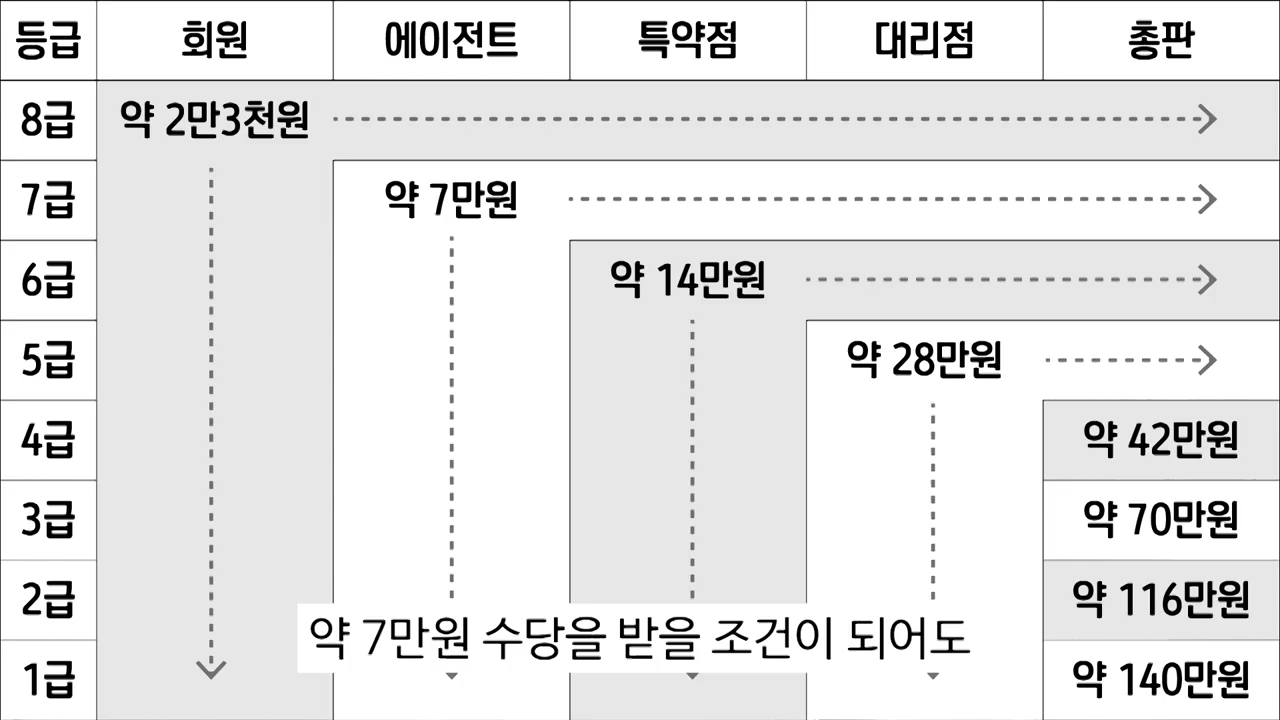 등급 회원 에이전트 특약점 대리점 총판
8급 약 2만3천원
7급 약 7만원
6급 약 14만원
5급 약 28만원
4급 약 42만원
3급 약 70만원
2급 약 116만원
약 7만원 수당을 받을 조건이 되어도
1급 약 140만원